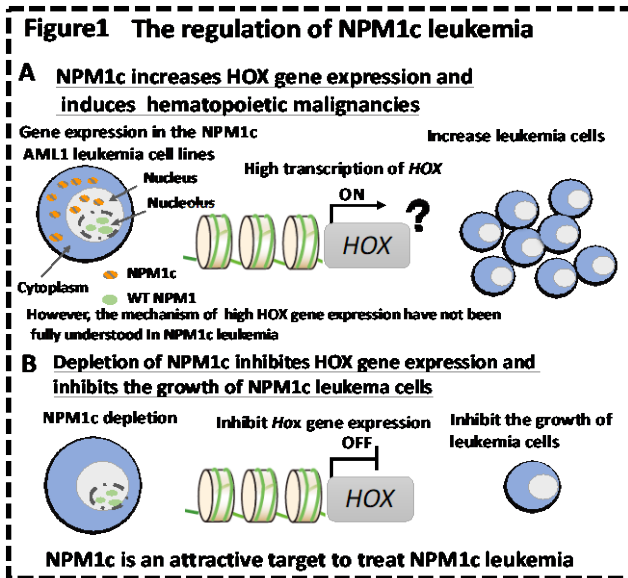 Figure1 The regulation of NPM1c leukemia
A NPM1c increases HOX gene expression and
induces hematopoietic malignancies
Gene expression in the NPM1c
AML1 leukemia cell lines
Nucleus
Nucleolus
Cytoplasm
NPM1c
WT NPM1
High transcription of HOX
ON
HOX
?
Increase leukemia cells
However, the mechanism of high HOX gene expression have not been
fully understood in NPM1c leukemia
B Depletion of NPM1c inhibites HOX gene expression and
inhibits the growth of NPM1c leukema cells
NPM1c depletion
Inhibit Hox gene expression
OFF
HOX
Inhibit the growth of
leukemia cells
NPM1c is an attractive target to treat NPM1c leukemia